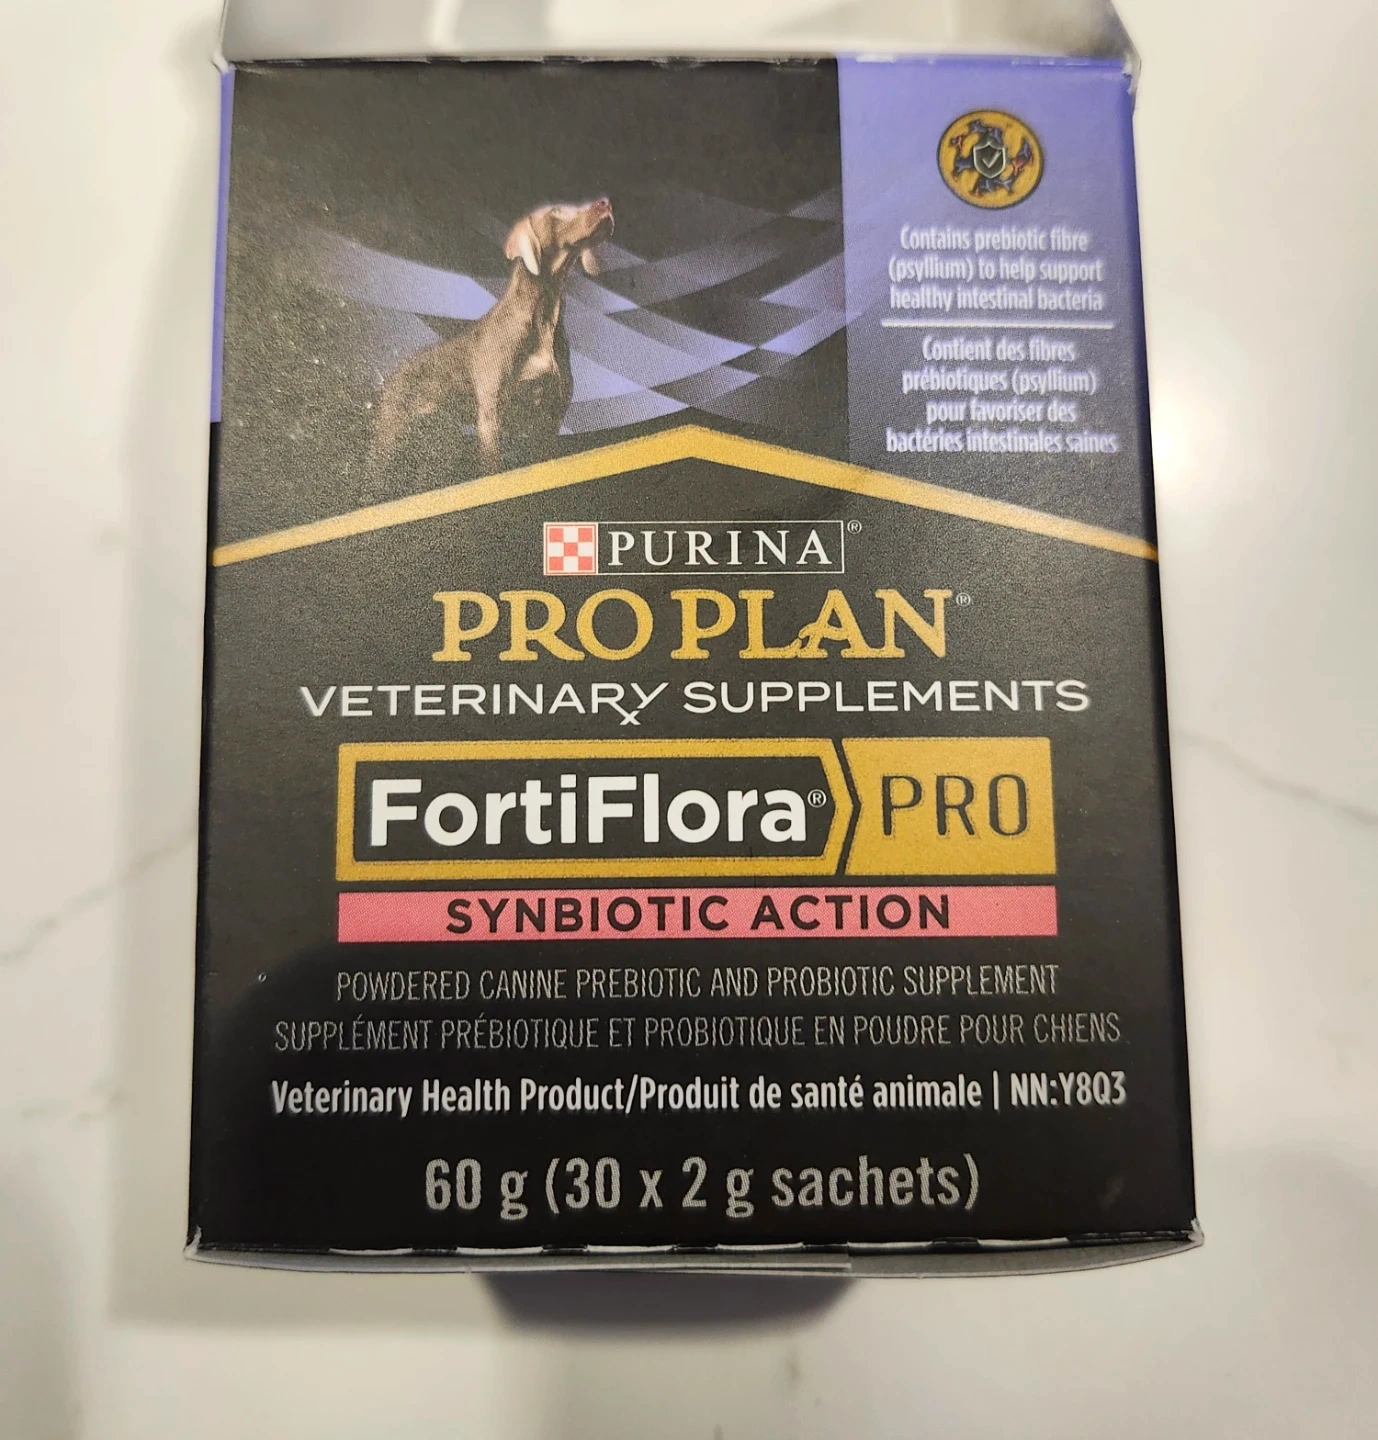 Contains prebiotic fibre
(psyllium) to help support
healthy intestinal bacteria
Contient des fibres
prébiotiques (psyllium)
pour favoriser des
bactéries intestinales saines
PURINA®
PRO PLAN®
VETERINARY SUPPLEMENTS
FortiFlora® PRO
SYNBIOTIC ACTION
POWDERED CANINE PREBIOTIC AND PROBIOTIC SUPPLEMENT
SUPPLÉMENT PRÉBIOTIQUE ET PROBIOTIQUE EN POUDRE POUR CHIENS
Veterinary Health Product/Produit de santé animale | NN:Y8Q3
60 g (30 x 2 g sachets)